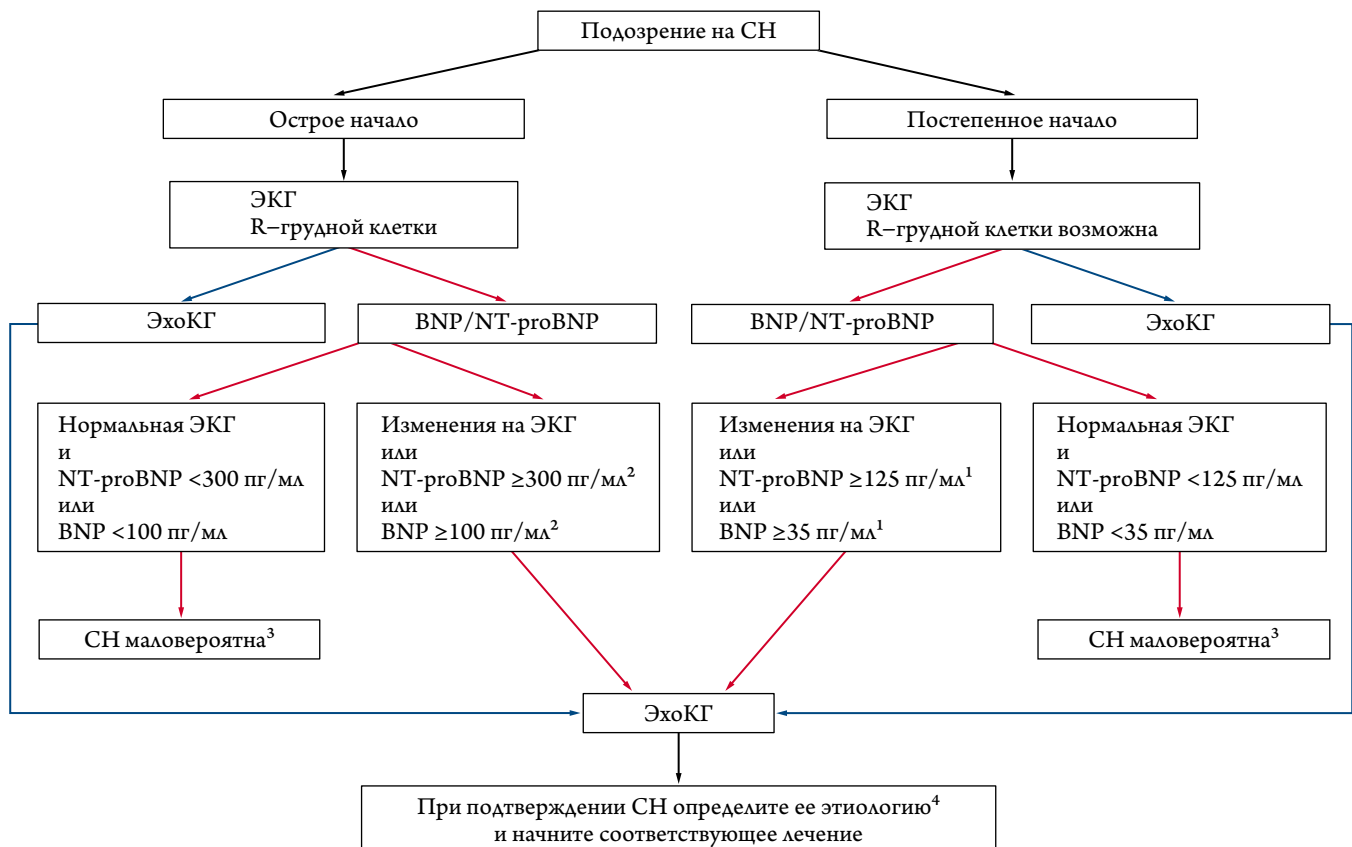 Подозрение на СН
Острое начало
Постепенное начало
ЭКГ
R–грудной клетки
ЭКГ
R–грудной клетки возможна
ЭхоКГ
BNP/NT-proBNP
BNP/NT-proBNP
ЭхоКГ
Нормальная ЭКГ
и
NT-proBNP <300 пг/мл
или
BNP <100 пг/мл
Изменения на ЭКГ
или
NT-proBNP ≥300 пг/мл²
или
BNP ≥100 пг/мл²
Изменения на ЭКГ
или
NT-proBNP ≥125 пг/мл¹
или
BNP ≥35 пг/мл¹
Нормальная ЭКГ
и
NT-proBNP <125 пг/мл
или
BNP <35 пг/мл
СН маловероятна³
СН маловероятна³
ЭхоКГ
При подтверждении СН определите ее этиологию⁴
и начните соответствующее лечение